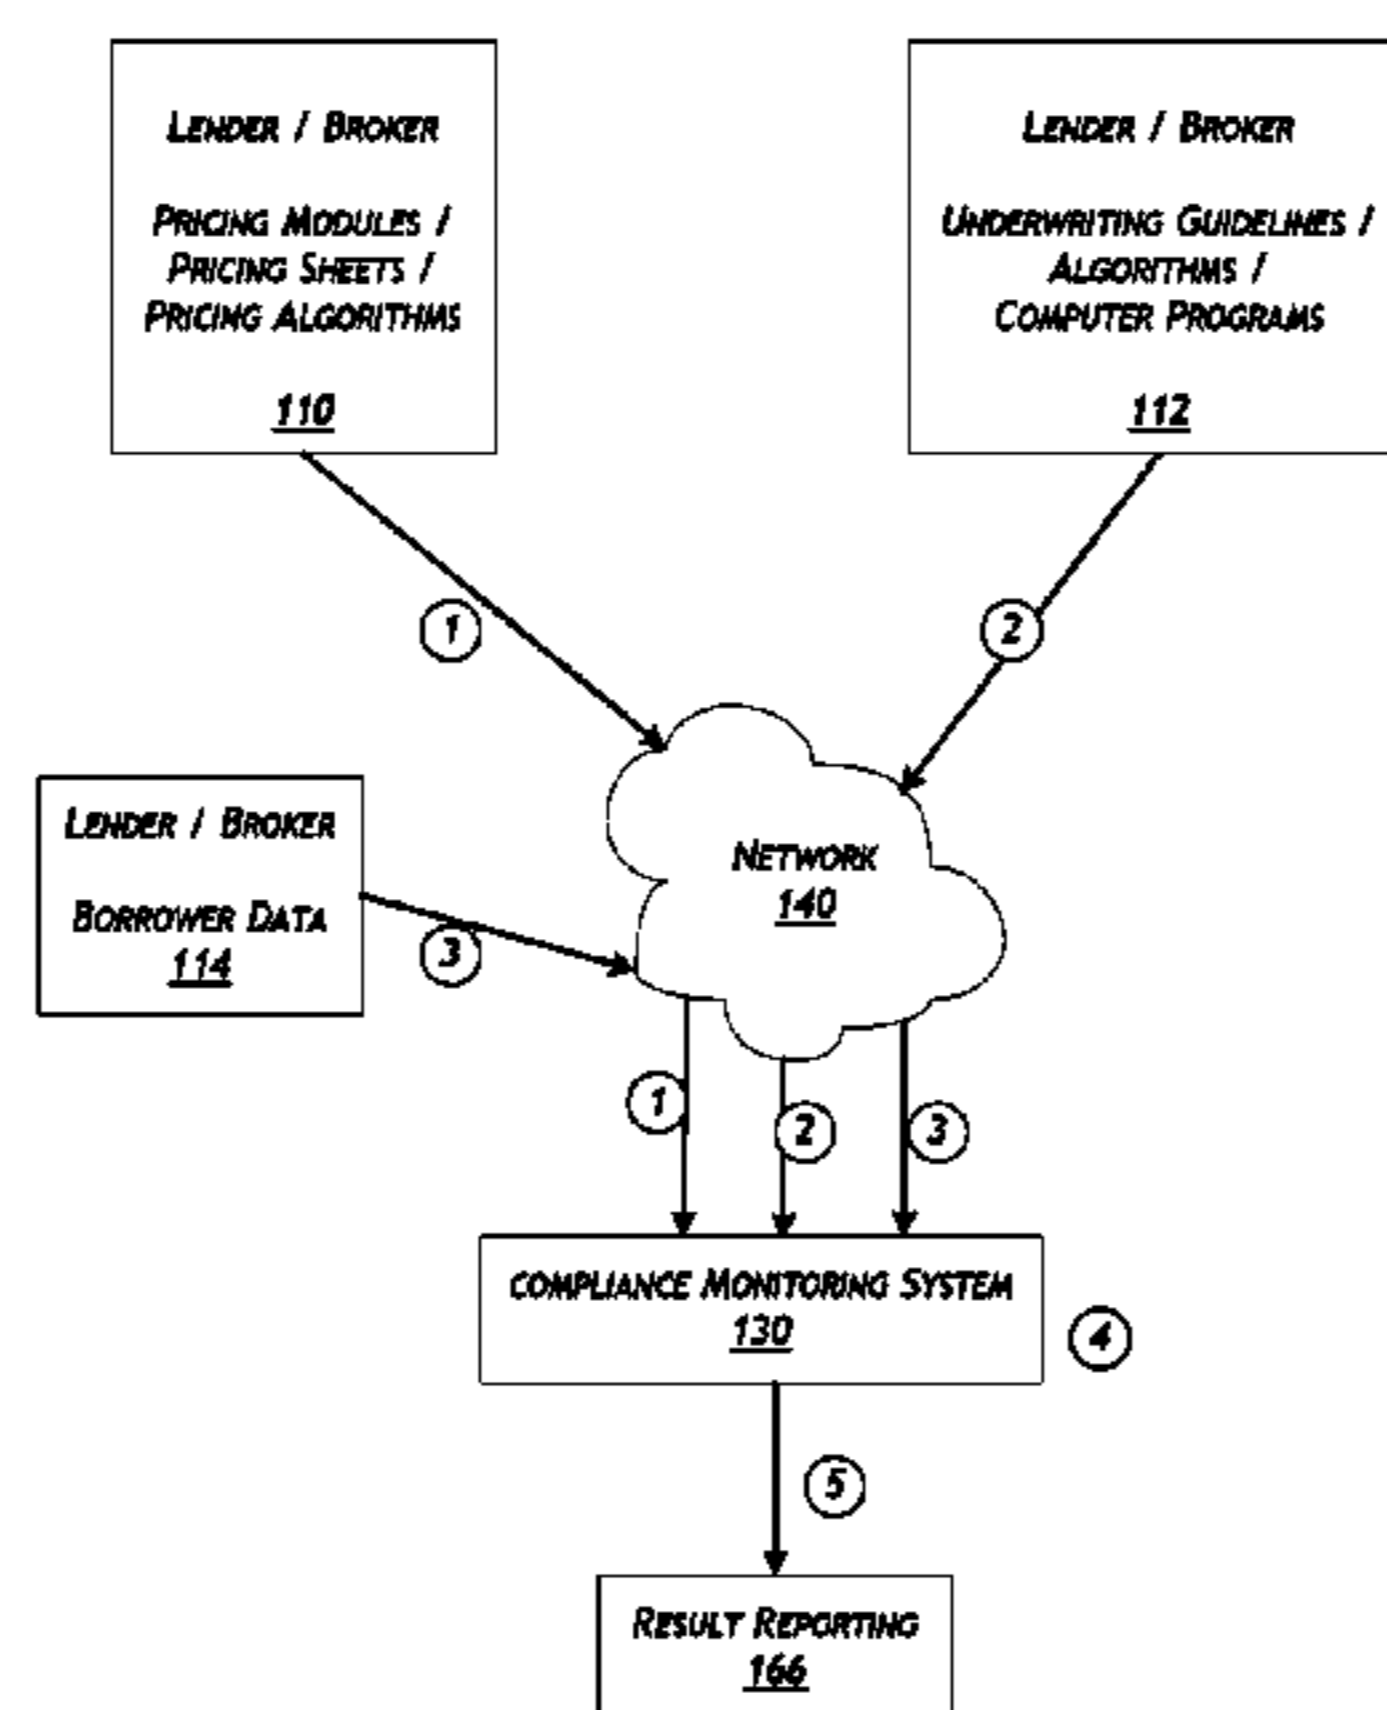 LENDER / BROKER
PRICING MODULES /
PRICING SHEETS /
PRICING ALGORITHMS
110
LENDER / BROKER
UNDERWRITING GUIDELINES /
ALGORITHMS /
COMPUTER PROGRAMS
112
1
2
LENDER / BROKER
BORROWER DATA
114
3
NETWORK
140
1
2
3
COMPLIANCE MONITORING SYSTEM
130
4
5
RESULT REPORTING
166